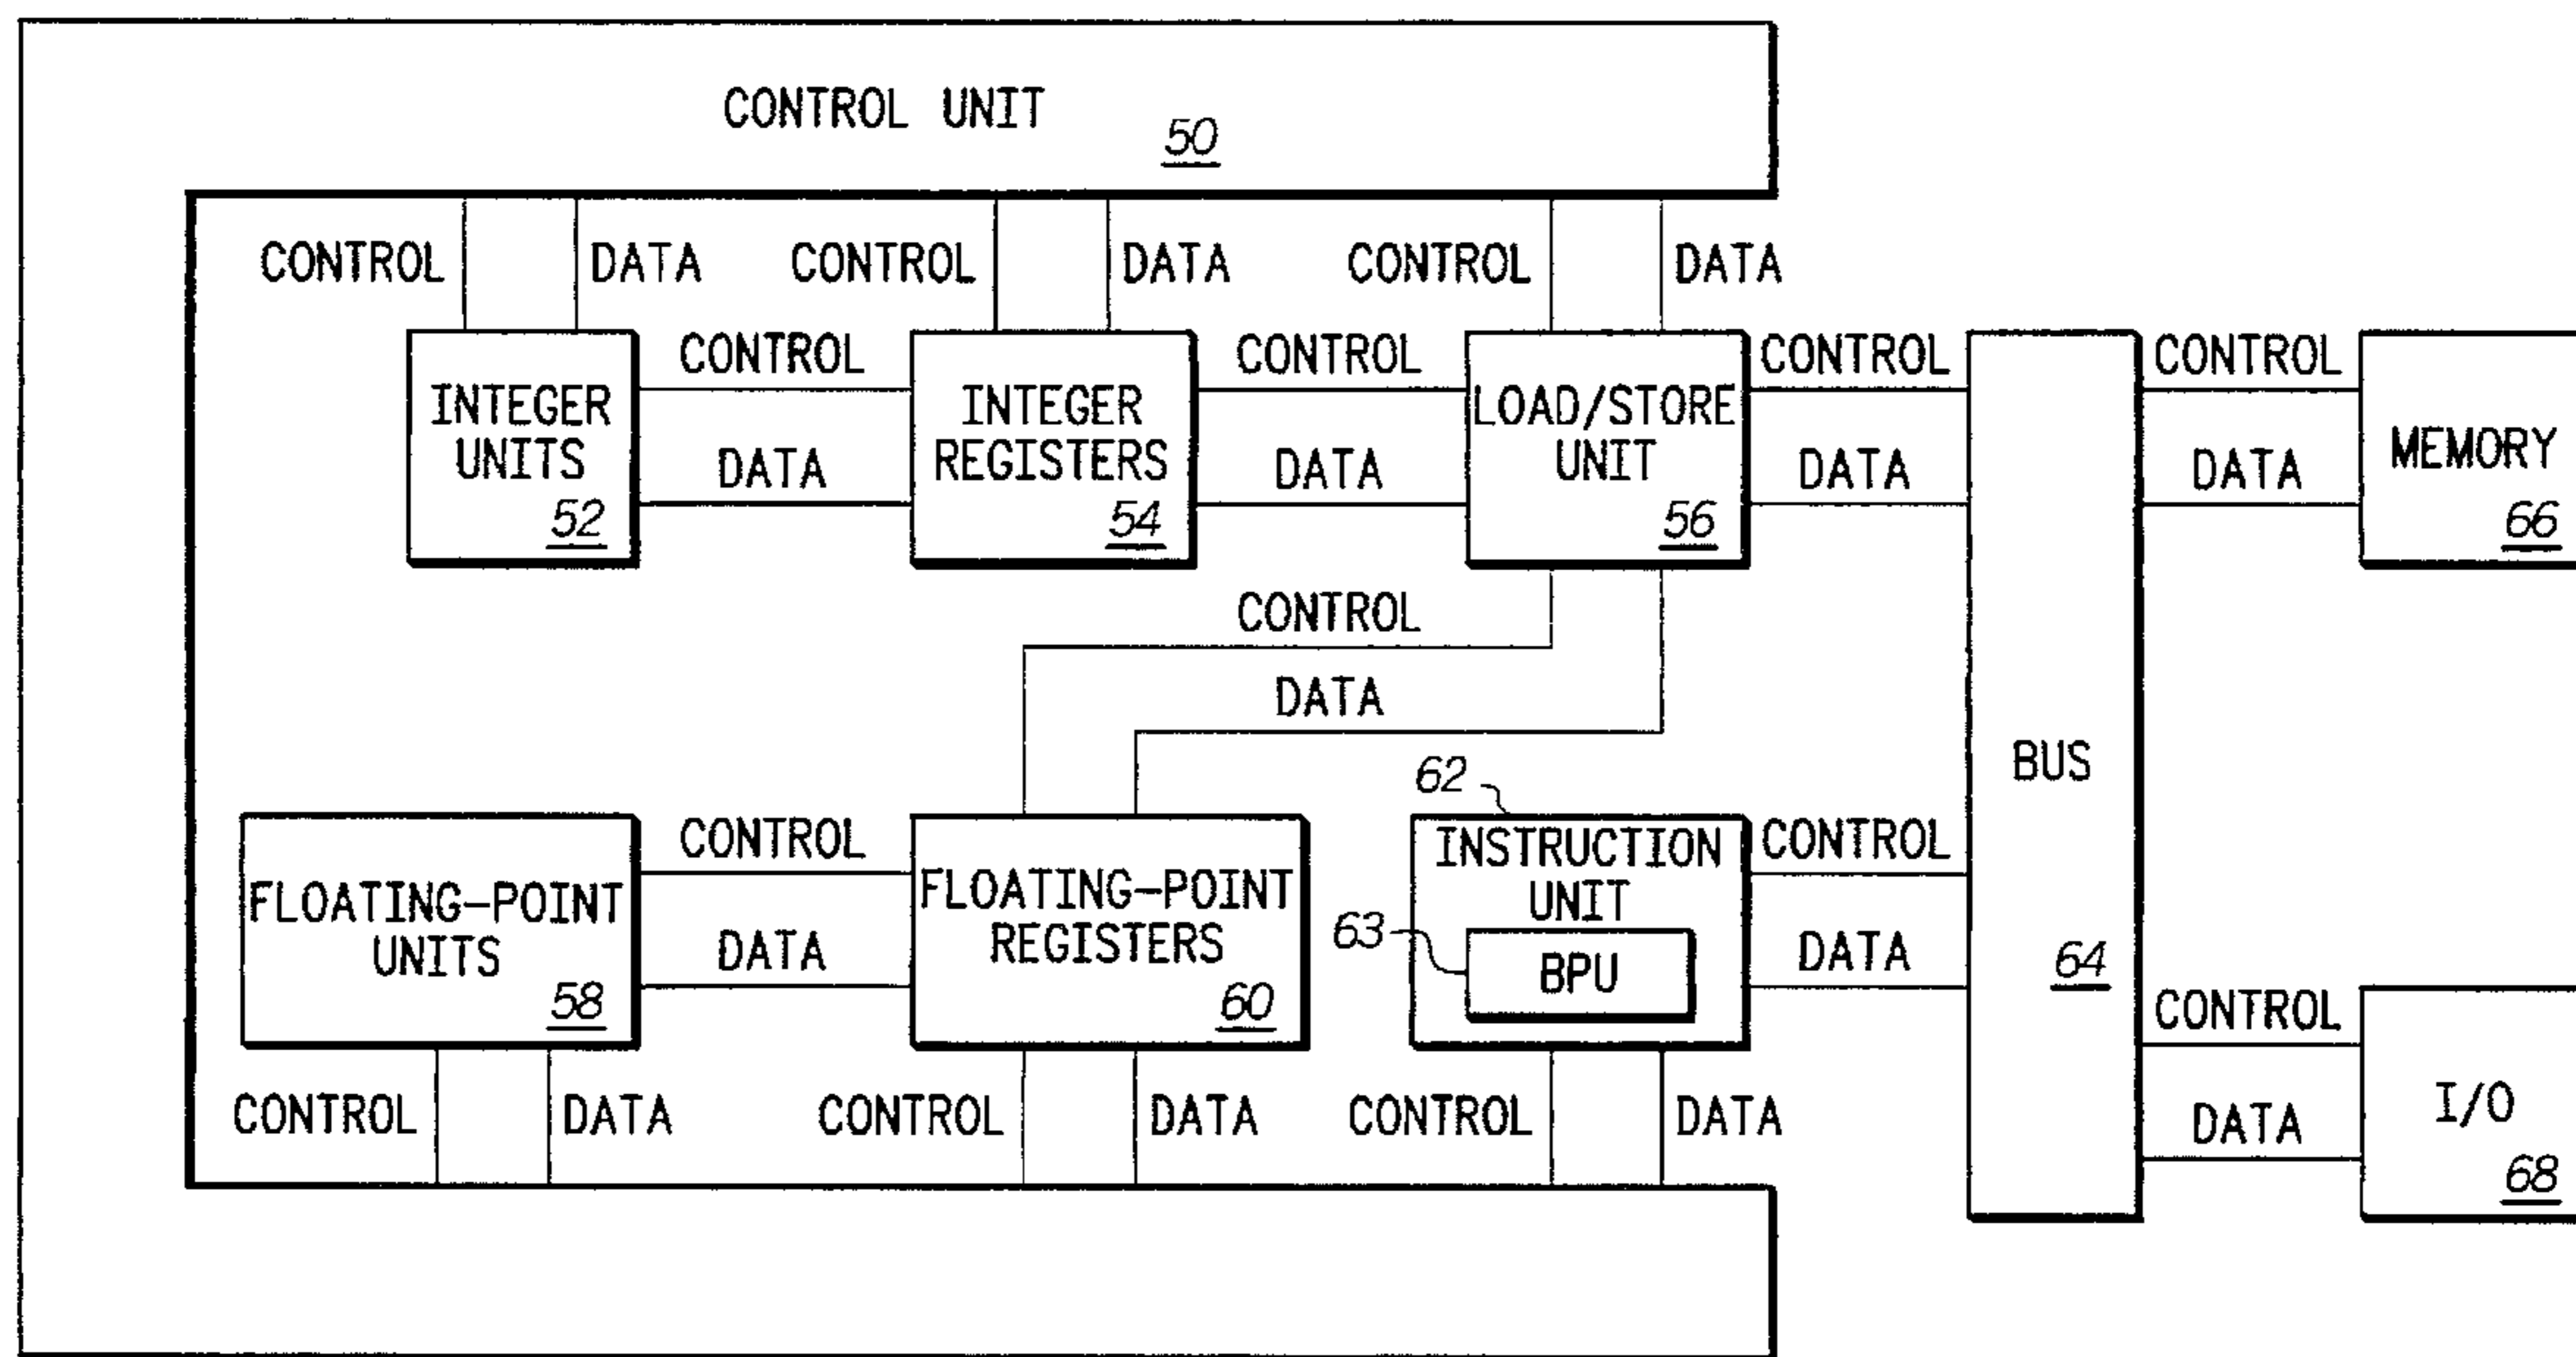 CONTROL UNIT
50
CONTROL DATA CONTROL DATA CONTROL DATA
CONTROL CONTROL CONTROL CONTROL
INTEGER
UNITS
52
INTEGER
REGISTERS
54
LOAD/STORE
UNIT
56
MEMORY
66
DATA DATA DATA DATA
CONTROL
DATA
BUS
64
62
CONTROL CONTROL
FLOATING-POINT
UNITS
58
FLOATING-POINT
REGISTERS
60
INSTRUCTION
UNIT
63
BPU
DATA DATA
CONTROL
I/O
68
DATA
CONTROL DATA CONTROL DATA CONTROL DATA